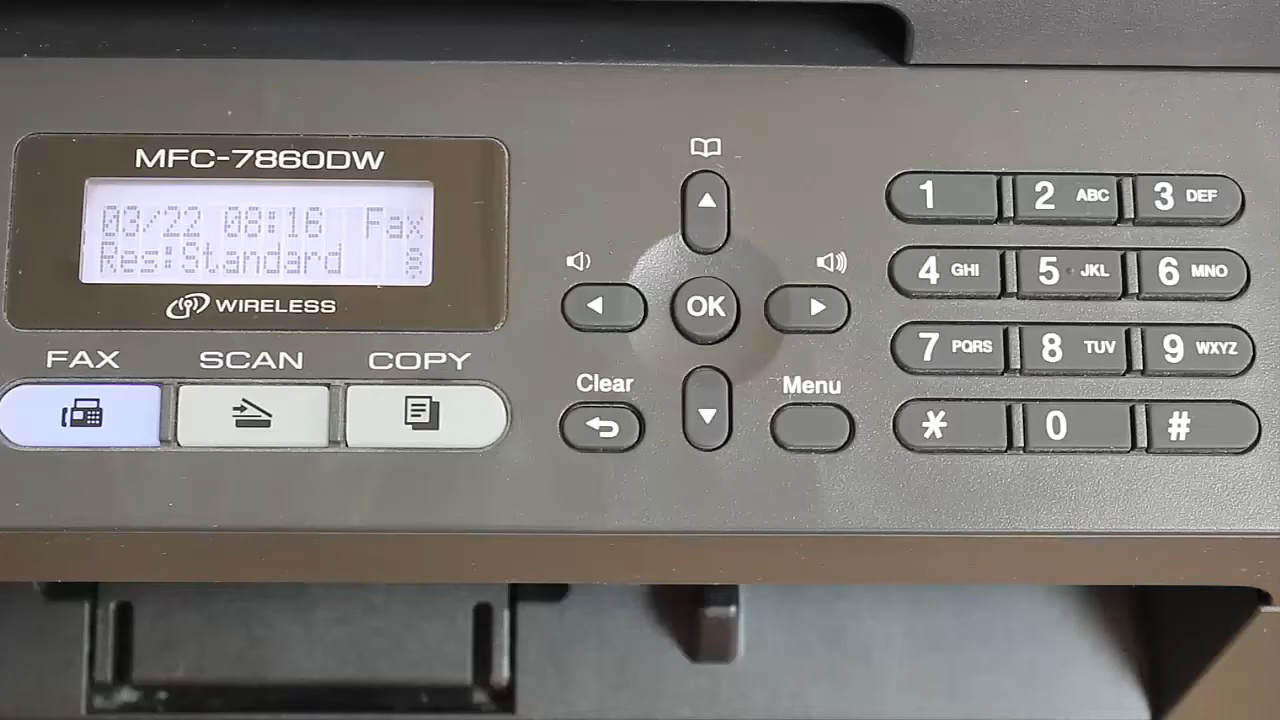 MFC-7860DW
03/22 08:16 Fax
Res:Standard
WIRELESS
FAX SCAN COPY
OK
Clear Menu
1 2 ABC 3 DEF
4 GHI 5 JKL 6 MNO
7 PQRS 8 TUV 9 WXYZ
* 0 #